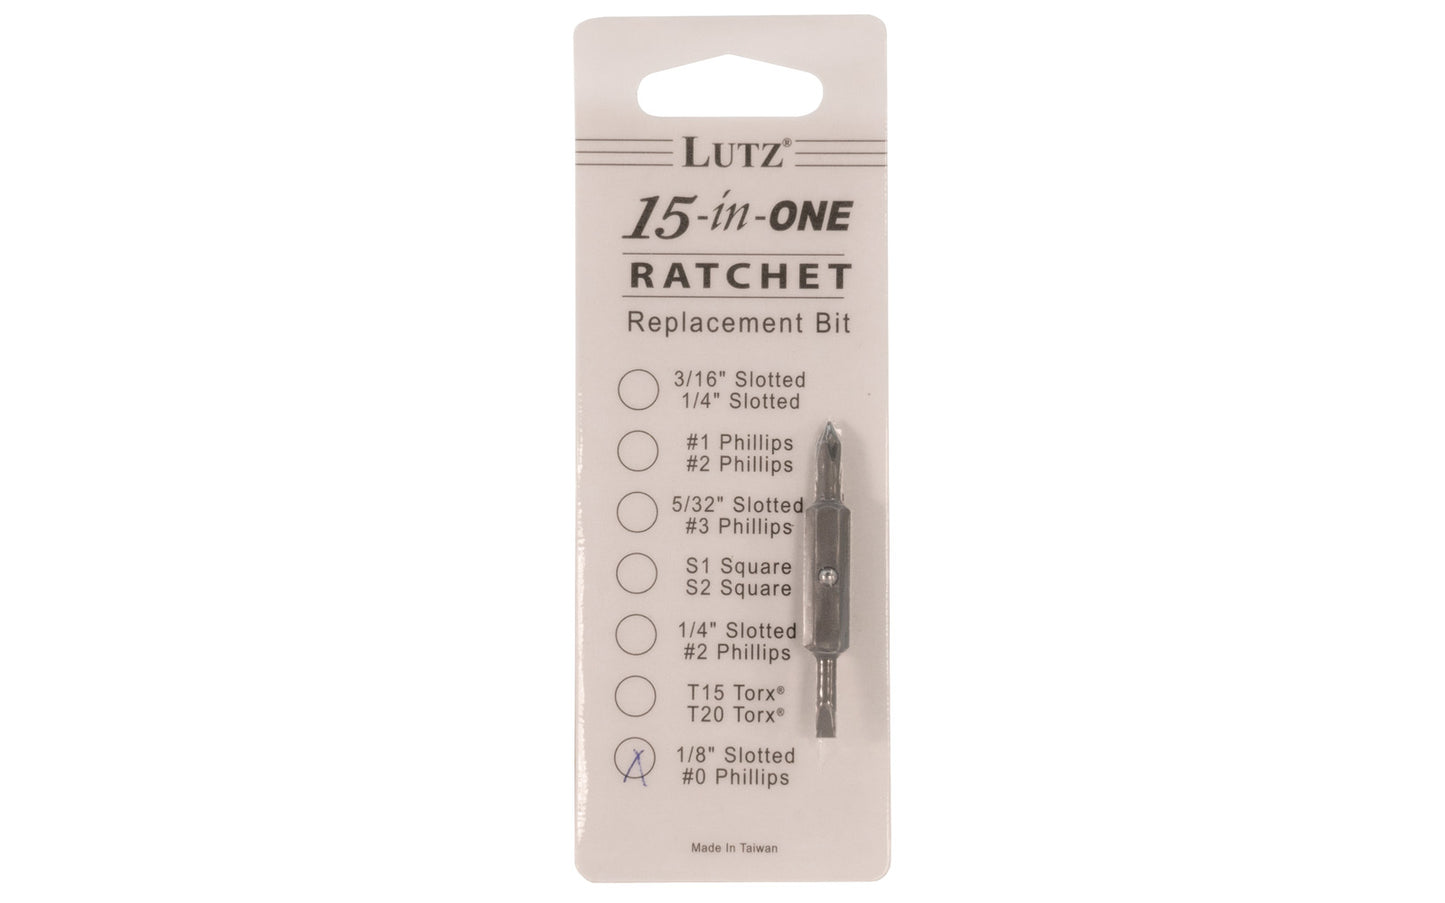 LUTZ®
15-in-ONE
RATCHET
Replacement Bit
3/16" Slotted
1/4" Slotted
#1 Phillips
#2 Phillips
5/32" Slotted
#3 Phillips
S1 Square
S2 Square
1/4" Slotted
#2 Phillips
T15 Torx®
T20 Torx®
1/8" Slotted
#0 Phillips
Made In Taiwan